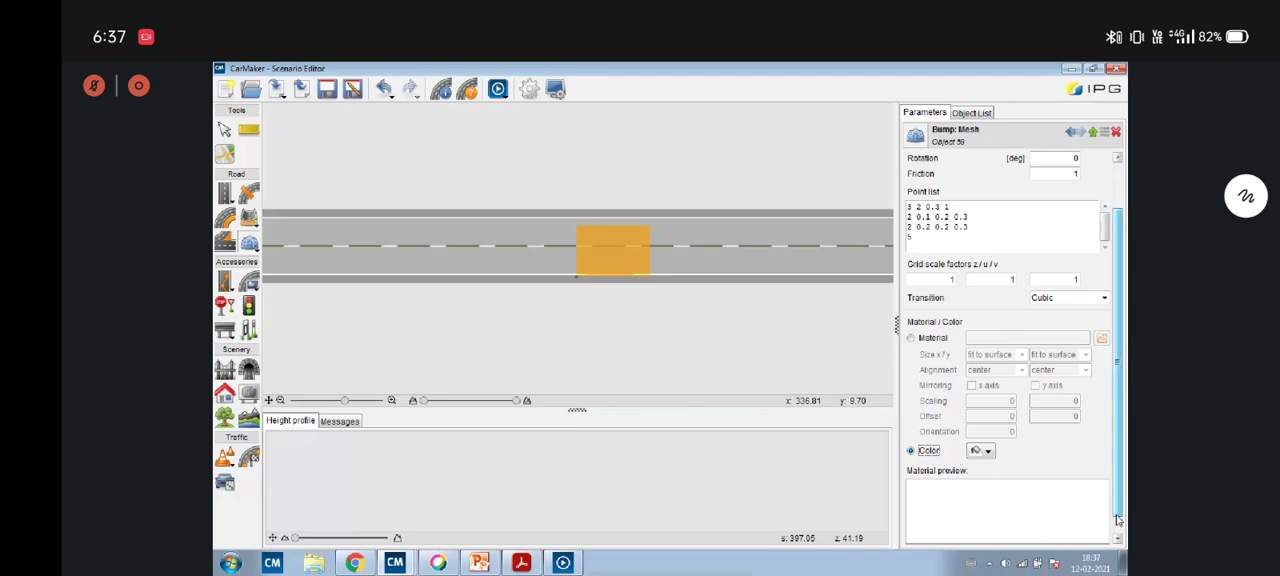 6:37
VO LTE 4G 82%
CM CarMaker - Scenario Editor
Tools
Road
Accessories
STOP
Scenery
Traffic
IPG
Parameters Object List
Bump: Mesh
Object 59
Rotation [deg] 0
Friction 1
Point list
3 2 0.3 1
2 0.1 0.2 0.3
2 0.2 0.2 0.3
5
Grid scale factors z / u / v
1 1 1
Transition Cubic
Material / Color
Material
Size x / y fit to surface fit to surface
Alignment center center
Mirroring x axis y axis
Scaling 0 0
Offset 0 0
Orientation 0
Color
Material preview:
x: 336.81 y: 9.70
Height profile Messages
s: 397.05 z: 41.19
CM CM
18:37
12-02-2021